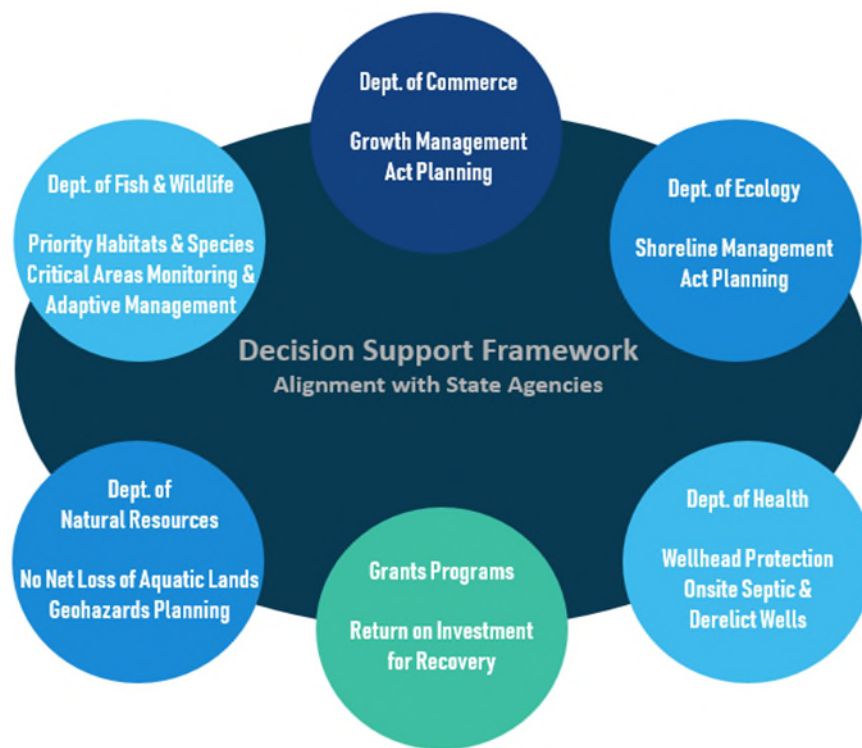 Dept. of Commerce
Growth Management
Act Planning
Dept. of Fish & Wildlife
Priority Habitats & Species
Critical Areas Monitoring &
Adaptive Management
Dept. of Ecology
Shoreline Management
Act Planning
Decision Support Framework
Alignment with State Agencies
Dept. of
Natural Resources
No Net Loss of Aquatic Lands
Geohazards Planning
Grants Programs
Return on Investment
for Recovery
Dept. of Health
Wellhead Protection
Onsite Septic &
Derelict Wells